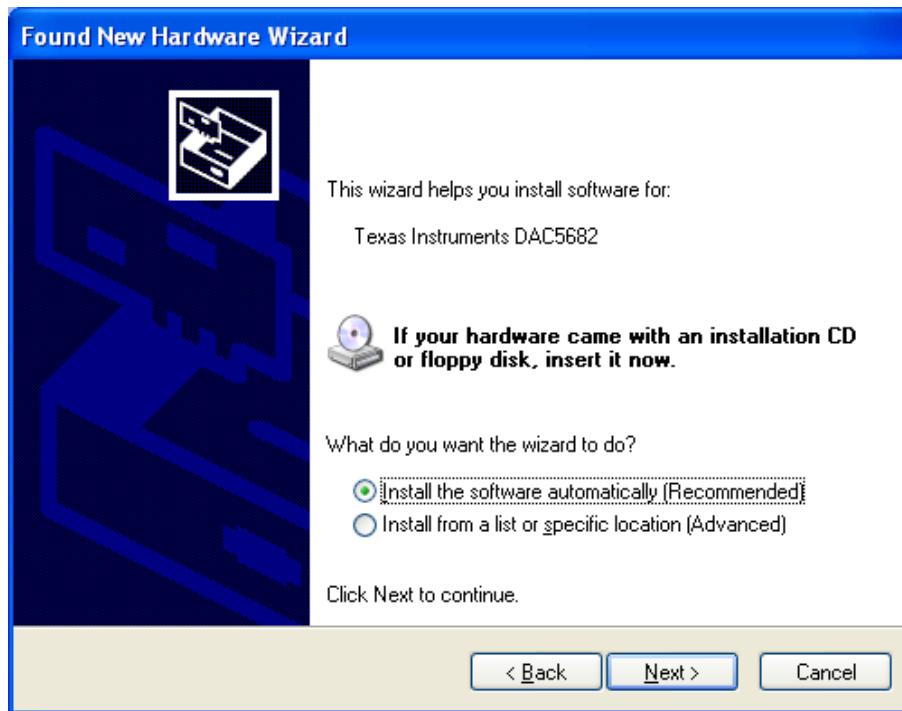 Found New Hardware Wizard
This wizard helps you install software for:
Texas Instruments DAC5682
If your hardware came with an installation CD
or floppy disk, insert it now.
What do you want the wizard to do?
Install the software automatically (Recommended)
Install from a list or specific location (Advanced)
Click Next to continue.
< Back
Next >
Cancel